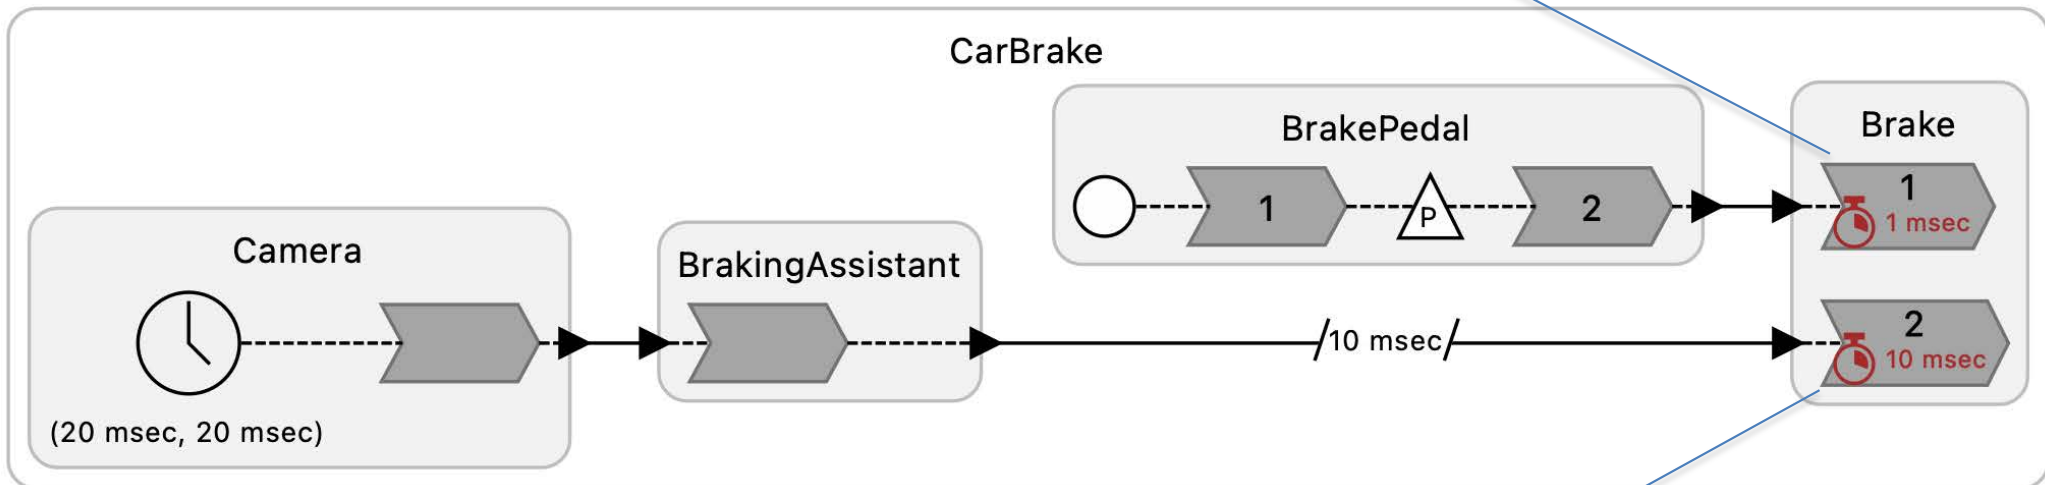 CarBrake
BrakePedal
1
P
2
Brake
1
1 msec
Camera
(20 msec, 20 msec)
BrakingAssistant
10 msec
2
10 msec